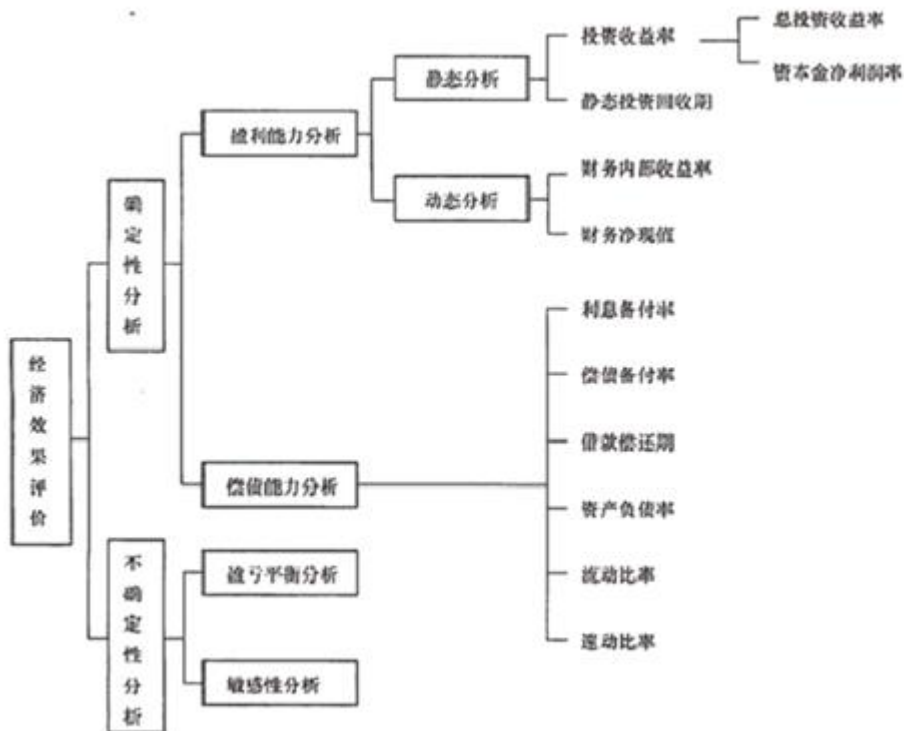 经济效果评价
确定性分析
盈利能力分析
静态分析
投资收益率
总投资收益率
资本金净利润率
静态投资回收期
动态分析
财务内部收益率
财务净现值
偿债能力分析
利息备付率
偿债备付率
借款偿还期
资产负债率
流动比率
速动比率
不确定性分析
盈亏平衡分析
敏感性分析